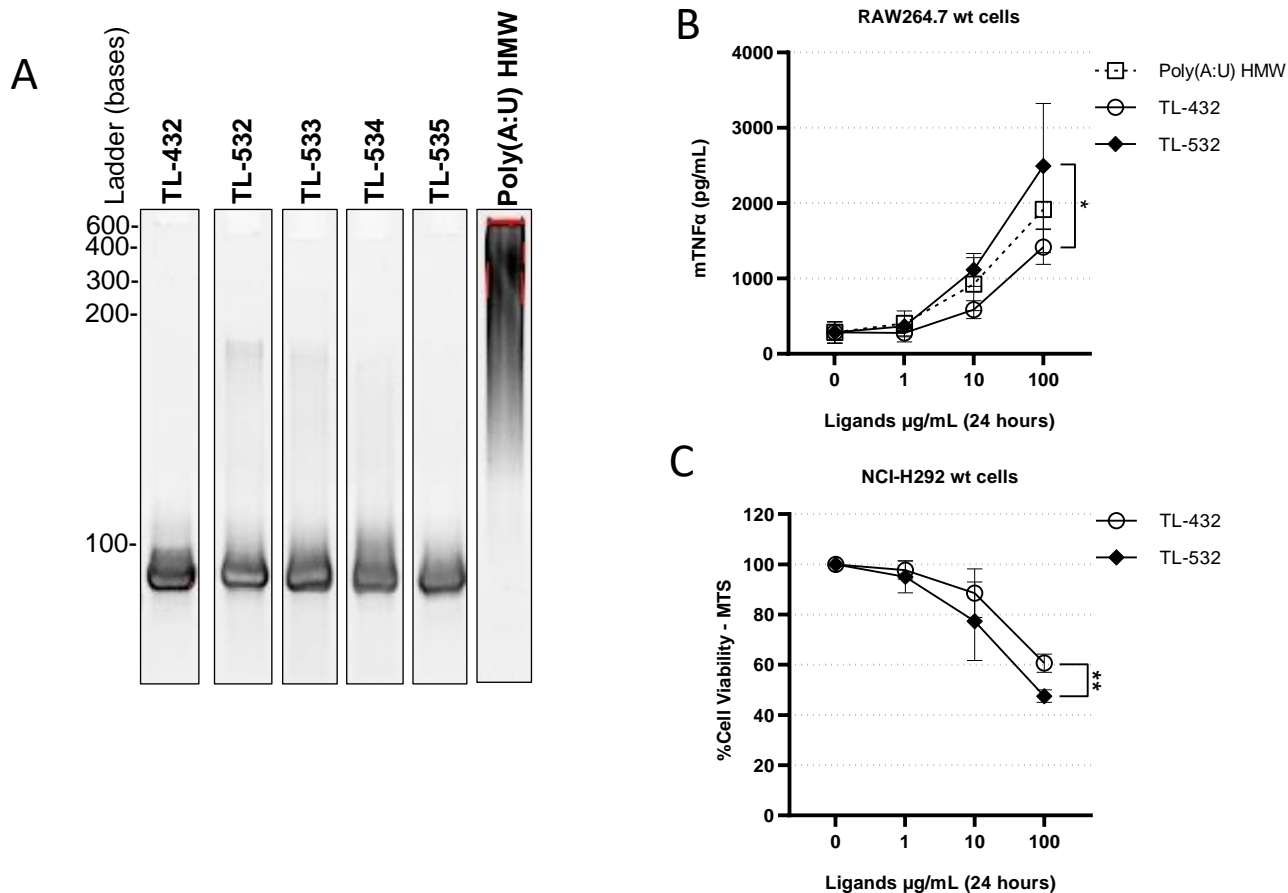 A
Ladder (bases)
TL-432
TL-532
TL-533
TL-534
TL-535
Poly(A:U) HMW
600-
400-
300-
200-
100-
B
RAW264.7 wt cells
mTNFα (pg/mL)
4000
3000
2000
1000
0
0 1 10 100
Ligands µg/mL (24 hours)
Poly(A:U) HMW
TL-432
TL-532
*
C
NCI-H292 wt cells
%Cell Viability - MTS
120
100
80
60
40
20
0
0 1 10 100
Ligands µg/mL (24 hours)
TL-432
TL-532
**